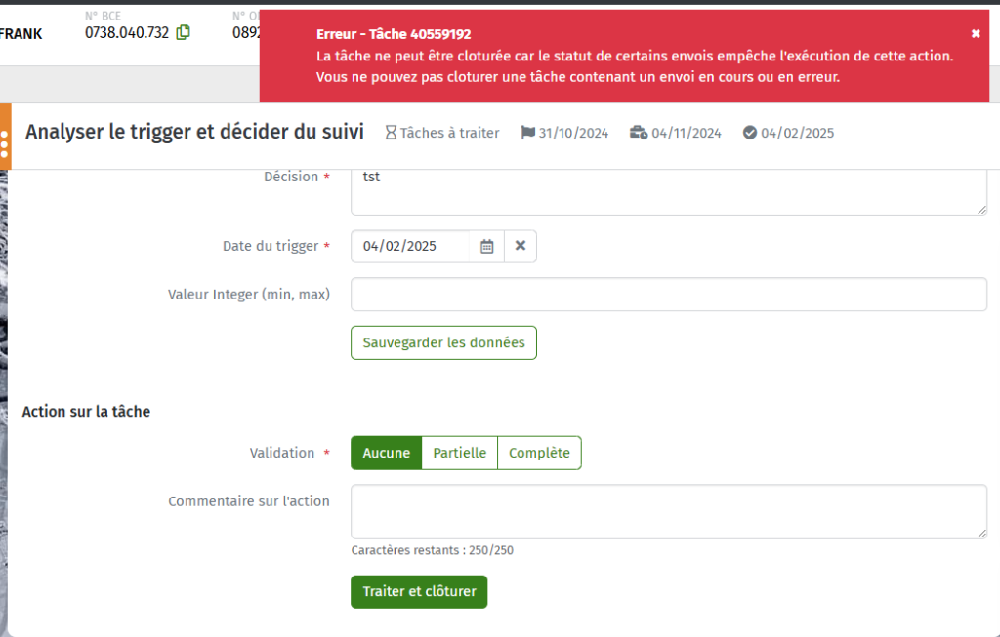 N° BCE
FRANK
0738.040.732
Erreur - Tâche 40559192
La tâche ne peut être cloturée car le statut de certains envois empêche l'exécution de cette action.
Vous ne pouvez pas cloturer une tâche contenant un envoi en cours ou en erreur.
Analyser le trigger et décider du suivi Tâches à traiter 31/10/2024 04/11/2024 04/02/2025
Décision * tst
Date du trigger * 04/02/2025
Valeur Integer (min, max)
Sauvegarder les données
Action sur la tâche
Validation * Aucune Partielle Complète
Commentaire sur l'action
Caractères restants : 250/250
Traiter et clôturer